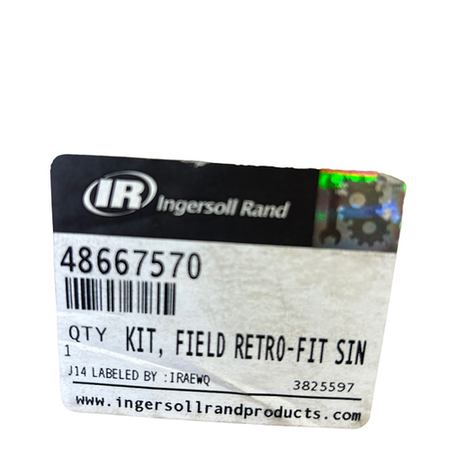 IR Ingersoll Rand
48667570
QTY KIT, FIELD RETRO-FIT SIN
1
J14 LABELED BY :IRAEWQ 3825597
www.ingersollrandproducts.com